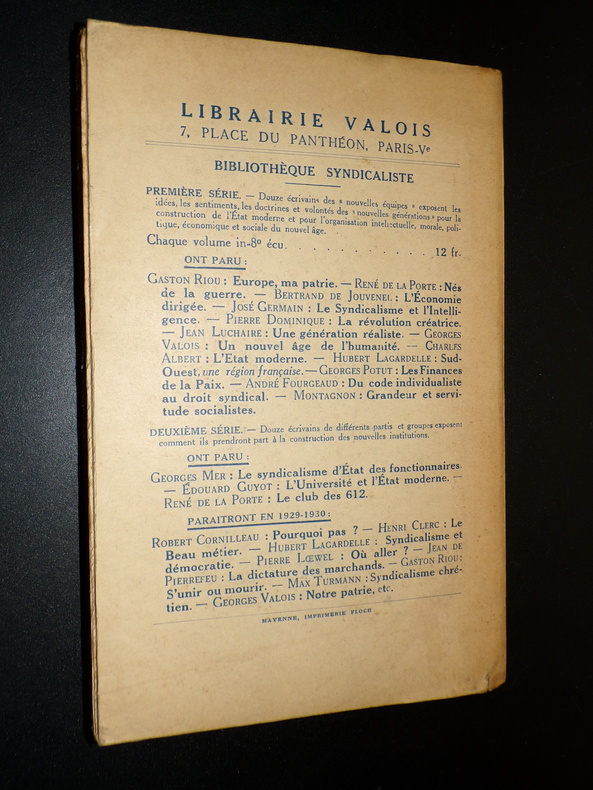 LIBRAIRIE VALOIS
7, PLACE DU PANTHÉON, PARIS-Ve
BIBLIOTHÈQUE SYNDICALISTE
PREMIÈRE SÉRIE. — Douze écrivains des « nouvelles équipes » exposent les
idées, les sentiments, les doctrines et volontés des « nouvelles générations » pour la
construction de l'État moderne et pour l'organisation intellectuelle, morale, poli-
tique, économique et sociale du nouvel âge.
Chaque volume in-8º écu. . . . . . . . . . . 12 fr.
ONT PARU :
GASTON RIOU : Europe, ma patrie. — RENÉ DE LA PORTE : Nés
de la guerre. — BERTRAND DE JOUVENEL : L'Économie
dirigée. — JOSÉ GERMAIN : Le Syndicalisme et l'Intelli-
gence. — PIERRE DOMINIQUE : La révolution créatrice.
— JEAN LUCHAIRE : Une génération réaliste. — GEORGES
VALOIS : Un nouvel âge de l'humanité. — CHARLES
ALBERT : L'Etat moderne. — HUBERT LAGARDELLE : Sud-
Ouest, une région française. — GEORGES POTUT : Les Finances
de la Paix. — ANDRÉ FOURGEAUD : Du code individualiste
au droit syndical. — MONTAGNON : Grandeur et servi-
tude socialistes.
DEUXIÈME SÉRIE. — Douze écrivains de différents partis et groupes exposent
comment ils prendront part à la construction des nouvelles institutions.
ONT PARU :
GEORGES MER : Le syndicalisme d'État des fonctionnaires.
— ÉDOUARD GUYOT : L'Université et l'État moderne. —
RENÉ DE LA PORTE : Le club des 612.
PARAITRONT EN 1929-1930 :
ROBERT CORNILLEAU : Pourquoi pas ? — HENRI CLERC : Le
Beau métier. — HUBERT LAGARDELLE : Syndicalisme et
démocratie. — PIERRE LŒWEL : Où aller ? — JEAN DE
PIERREFEU : La dictature des marchands. — GASTON RIOU :
S'unir ou mourir. — MAX TURMANN : Syndicalisme chré-
tien. — GEORGES VALOIS : Notre patrie, etc.
MAYENNE, IMPRIMERIE FLOCH